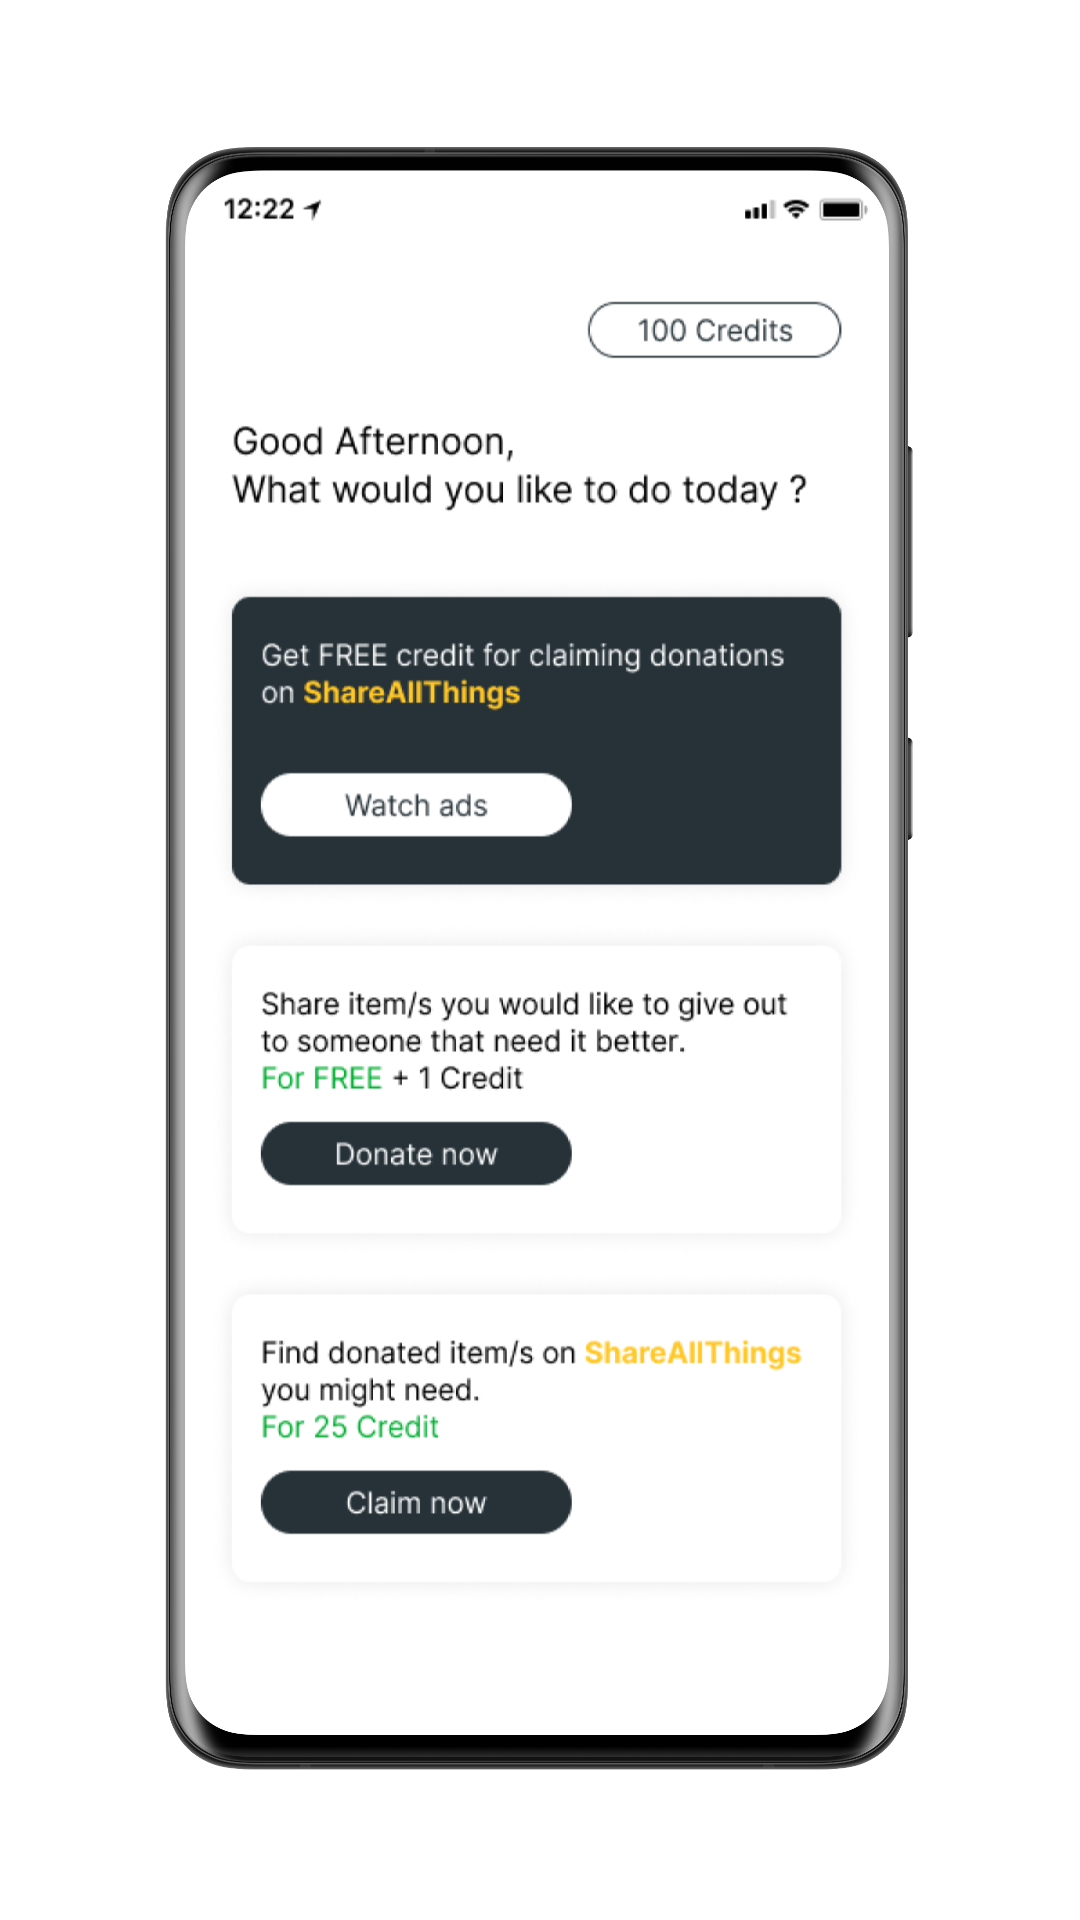 12:22
100 Credits
Good Afternoon,
What would you like to do today ?
Get FREE credit for claiming donations
on ShareAllThings
Watch ads
Share item/s you would like to give out
to someone that need it better.
For FREE + 1 Credit
Donate now
Find donated item/s on ShareAllThings
you might need.
For 25 Credit
Claim now